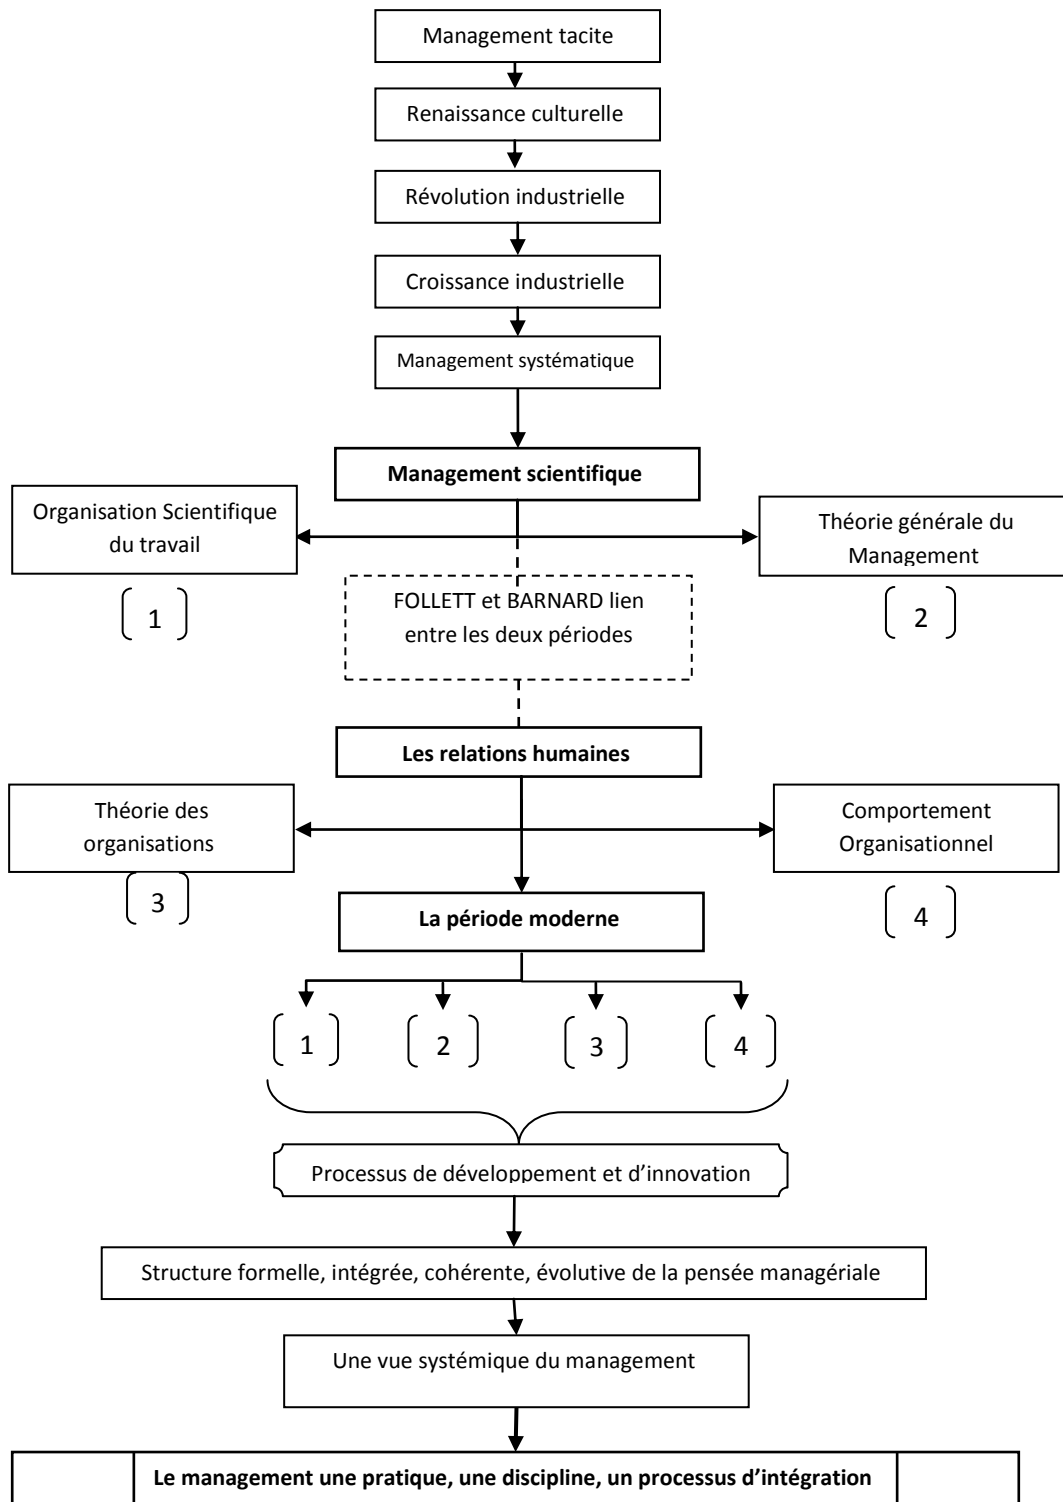 Management tacite
Renaissance culturelle
Révolution industrielle
Croissance industrielle
Management systématique
Management scientifique
Organisation Scientifique
du travail
Théorie générale du
Management
1
2
FOLLETT et BARNARD lien
entre les deux périodes
Les relations humaines
Théorie des
organisations
Comportement
Organisationnel
3
4
La période moderne
1 2 3 4
Processus de développement et d’innovation
Structure formelle, intégrée, cohérente, évolutive de la pensée managériale
Une vue systémique du management
Le management une pratique, une discipline, un processus d’intégration